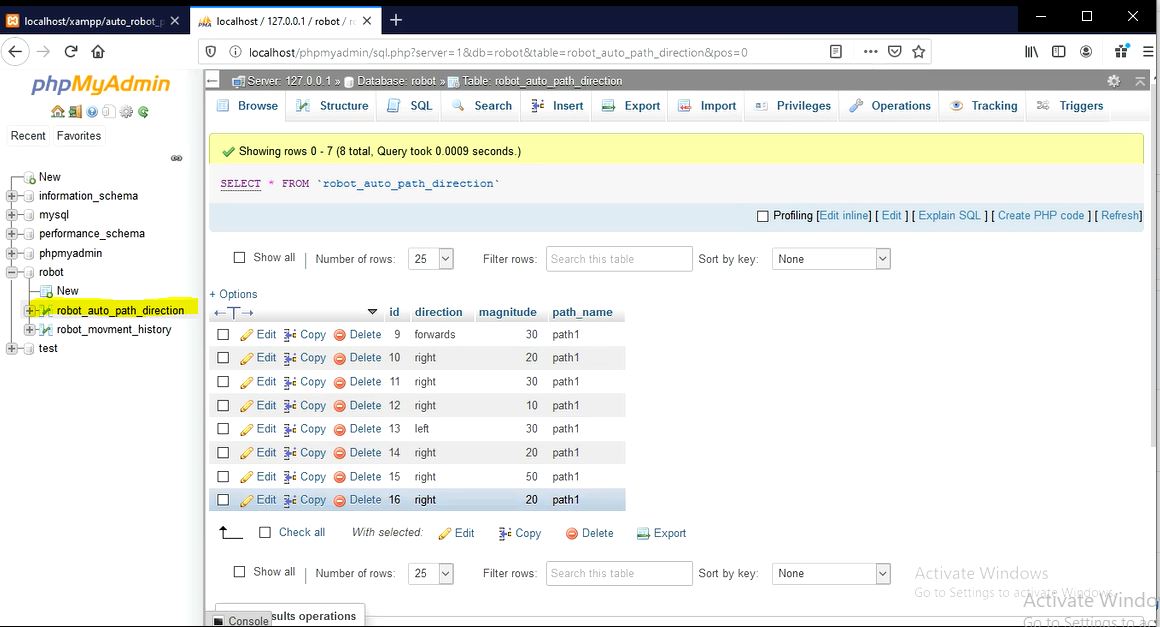 localhost/xampp/auto_robot_p
localhost / 127.0.0.1 / robot / ro
localhost/phpmyadmin/sql.php?server=1&db=robot&table=robot_auto_path_direction&pos=0
phpMyAdmin
Recent Favorites
New
information_schema
mysql
performance_schema
phpmyadmin
robot
New
robot_auto_path_direction
robot_movment_history
test
Server: 127.0.0.1 » Database: robot » Table: robot_auto_path_direction
Browse Structure SQL Search Insert Export Import Privileges Operations Tracking Triggers
Showing rows 0 - 7 (8 total, Query took 0.0009 seconds.)
SELECT * FROM `robot_auto_path_direction`
Profiling [Edit inline] [ Edit ] [ Explain SQL ] [ Create PHP code ] [ Refresh]
Show all | Number of rows: 25 Filter rows: Search this table Sort by key: None
+ Options
←T→ id direction magnitude path_name
Edit Copy Delete 9 forwards 30 path1
Edit Copy Delete 10 right 20 path1
Edit Copy Delete 11 right 30 path1
Edit Copy Delete 12 right 10 path1
Edit Copy Delete 13 left 30 path1
Edit Copy Delete 14 right 20 path1
Edit Copy Delete 15 right 50 path1
Edit Copy Delete 16 right 20 path1
Check all With selected: Edit Copy Delete Export
Show all | Number of rows: 25 Filter rows: Search this table Sort by key: None
Activate Windows
Go to Settings to activate Windows.
Activate Windo
Go to Settings to ac
sults operations
Console